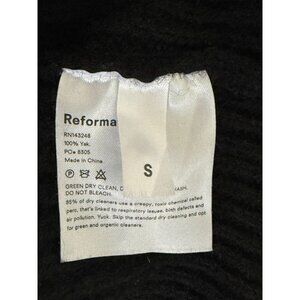 Reforma
RN143248
100% Yak.
PO# 8305
Made in China
S
GREEN DRY CLEAN,
DO NOT BLEACH.
85% of dry cleaners use a creepy, toxic chemical called
perc, that's linked to respiratory issues, birth defects and
air pollution. Yuck. Skip the standard dry cleaning and opt
for green and organic cleaners.